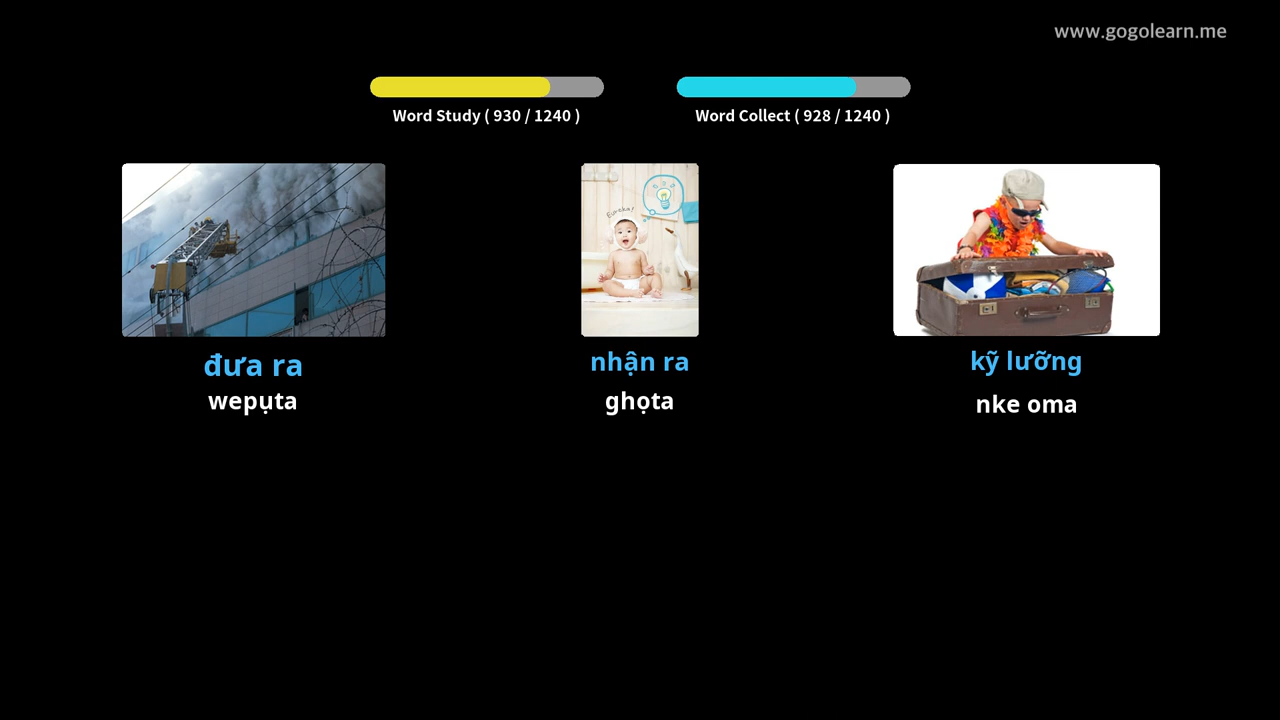 www.gogolearn.me
Word Study ( 930 / 1240 )
Word Collect ( 928 / 1240 )
Eureka!
đưa ra
nhận ra
kỹ lưỡng
wepụta
ghọta
nke oma